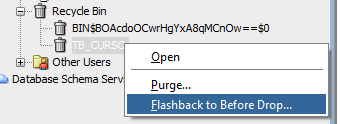 Recycle Bin
BIN$BOAcdoOCwrHgYxA8qMCnOw==$0
TB_CURSO
Open
Other Users
Purge...
Database Schema Serv
Flashback to Before Drop...